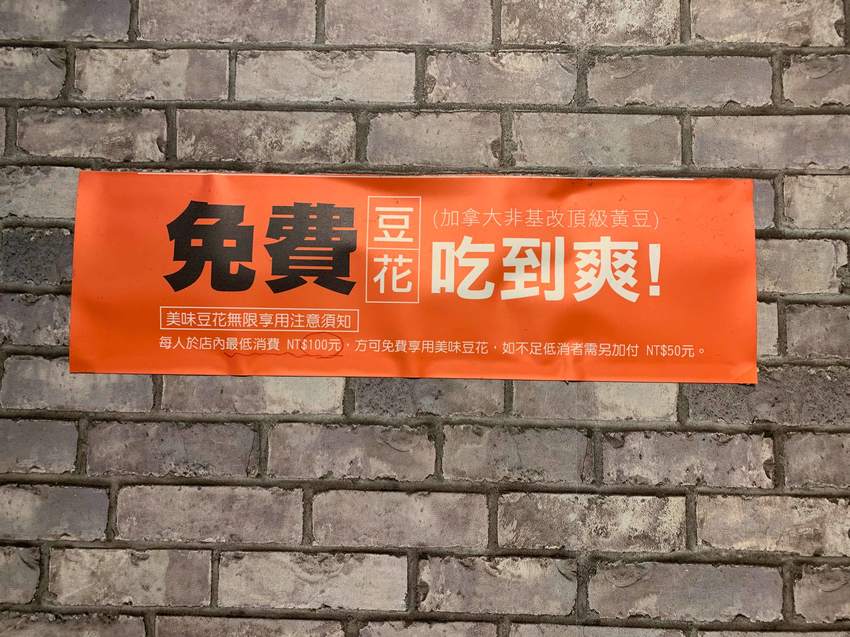 免費豆花 (加拿大非基改頂級黃豆)
吃到爽!
美味豆花無限享用注意須知
每人於店內最低消費 NT$100元，方可免費享用美味豆花，如不足低消者需另加付 NT$50元。